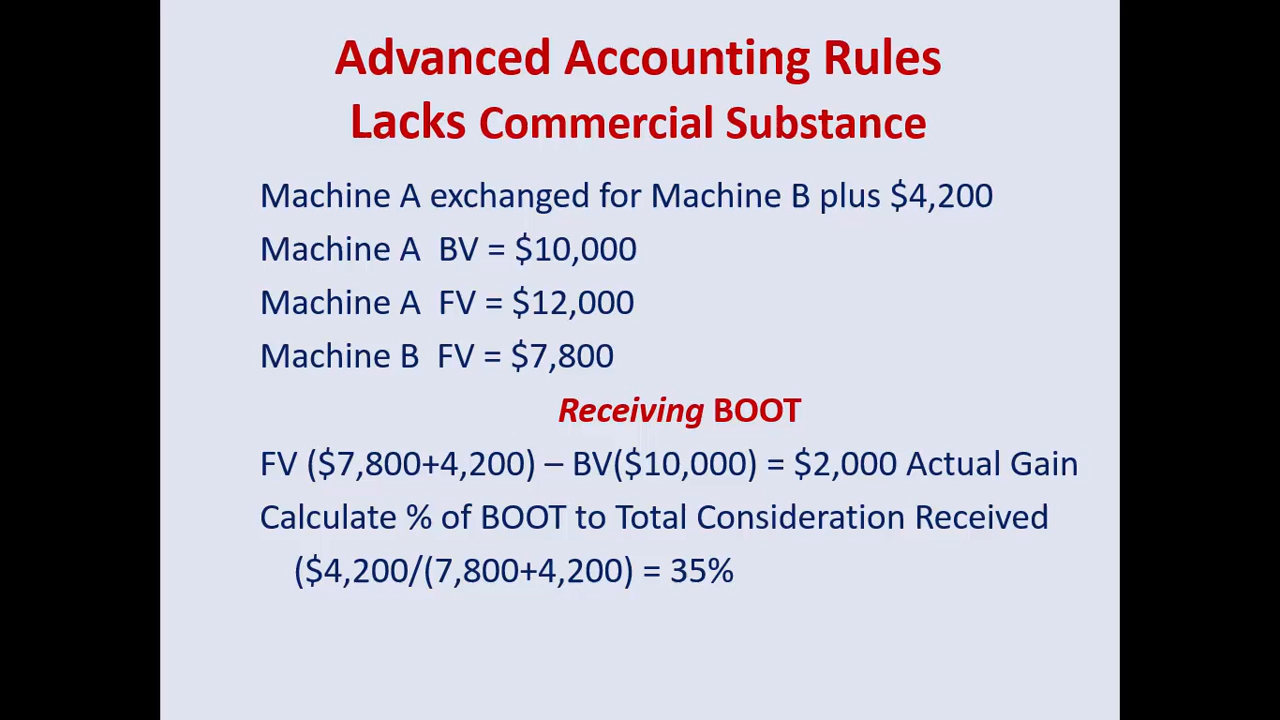 Advanced Accounting Rules
Lacks Commercial Substance
Machine A exchanged for Machine B plus $4,200
Machine A BV = $10,000
Machine A FV = $12,000
Machine B FV = $7,800
Receiving BOOT
FV ($7,800+4,200) – BV($10,000) = $2,000 Actual Gain
Calculate % of BOOT to Total Consideration Received
($4,200/(7,800+4,200) = 35%